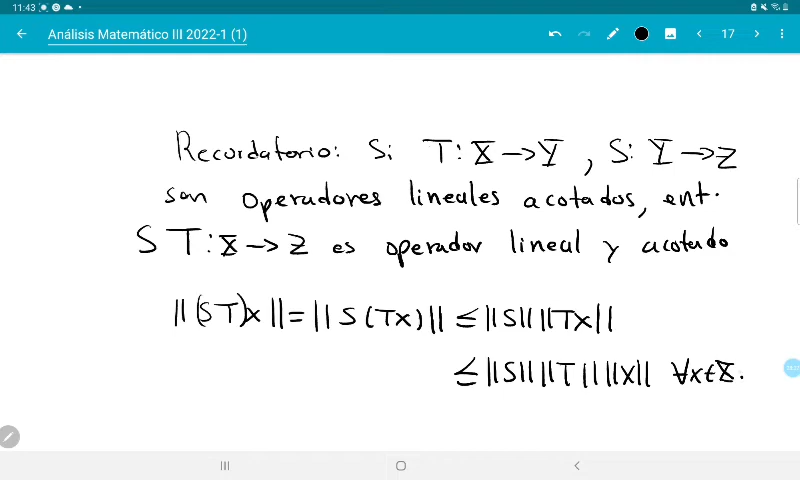 11:43
Análisis Matemático III 2022-1 (1)
17
Recordatorio: Si T: X → Y, S: Y → Z
son operadores lineales acotados, ent.
S T: X → Z es operador lineal y acotado
||(ST)x|| = ||S(Tx)|| ≤ ||S|| ||Tx||
≤ ||S|| ||T|| ||x|| ∀x∈X.